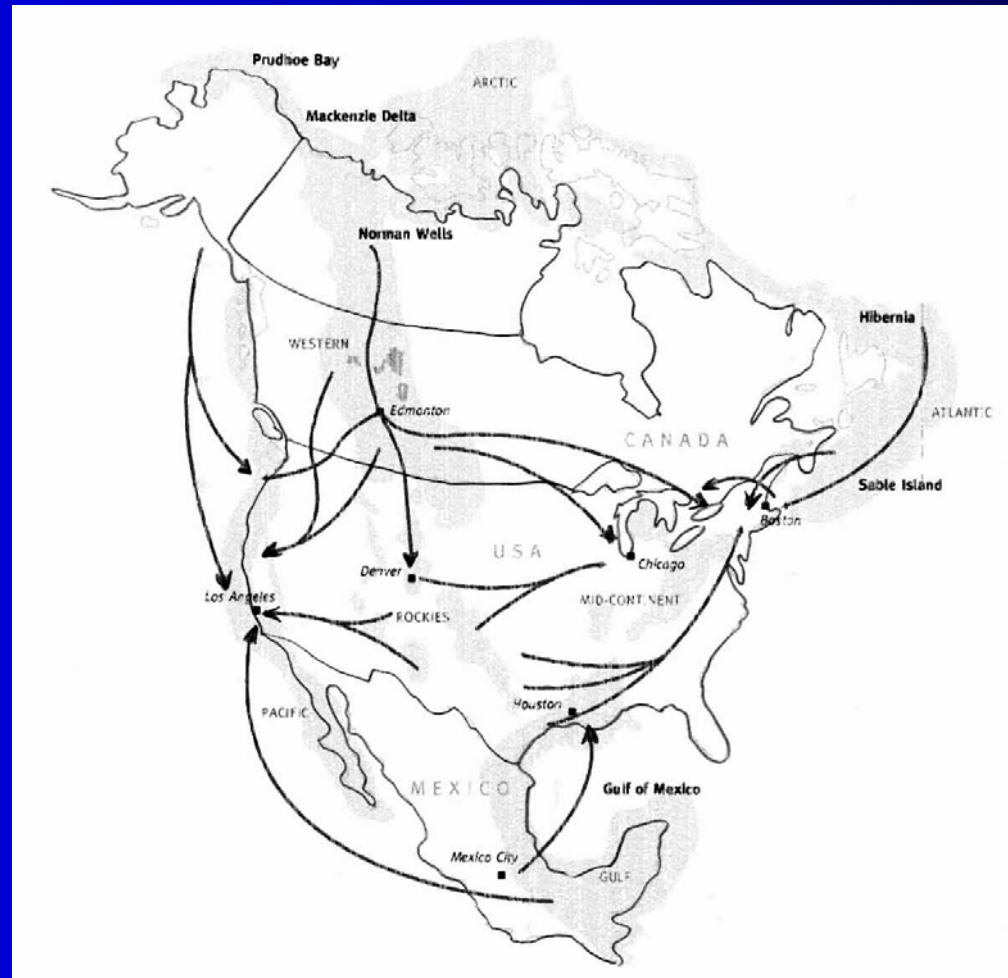 Prudhoe Bay
ARCTIC
Mackenzie Delta
Norman Wells
Hibernia
WESTERN
Edmonton
ATLANTIC
CANADA
Sable Island
Boston
USA
Chicago
Denver
Los Angeles
MID-CONTINENT
ROCKIES
Houston
PACIFIC
MEXICO
Gulf of Mexico
Mexico City
GULF